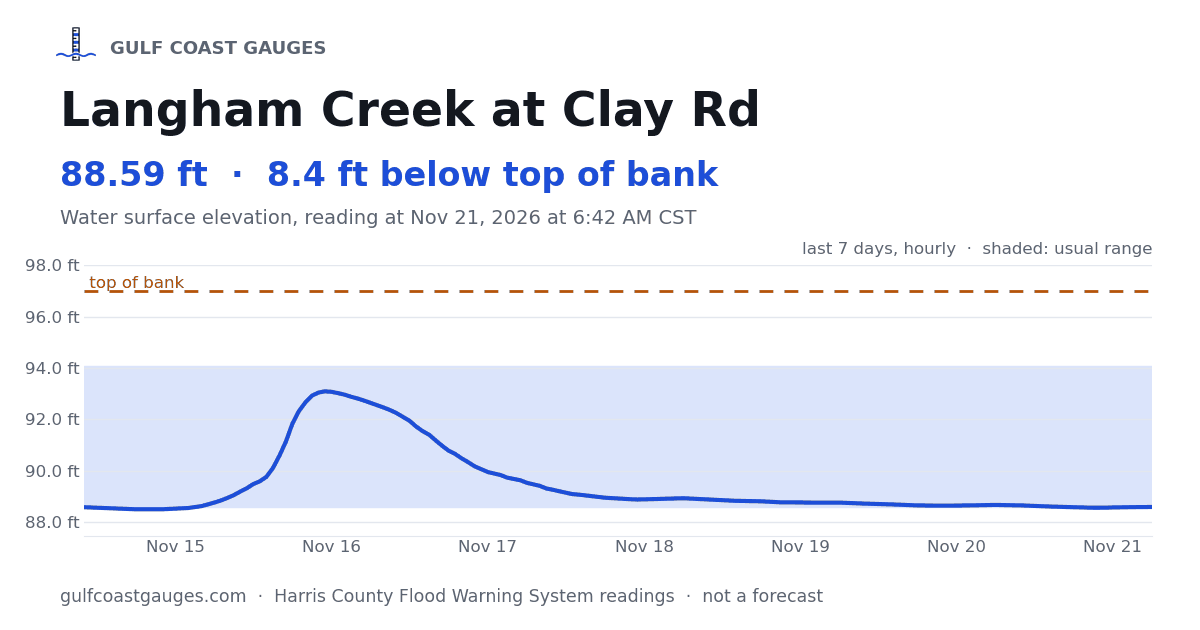 GULF COAST GAUGES
Langham Creek at Clay Rd
88.59 ft · 8.4 ft below top of bank
Water surface elevation, reading at Nov 21, 2026 at 6:42 AM CST
last 7 days, hourly · shaded: usual range
98.0 ft
top of bank
96.0 ft
94.0 ft
92.0 ft
90.0 ft
88.0 ft
Nov 15 Nov 16 Nov 17 Nov 18 Nov 19 Nov 20 Nov 21
gulfcoastgauges.com · Harris County Flood Warning System readings · not a forecast